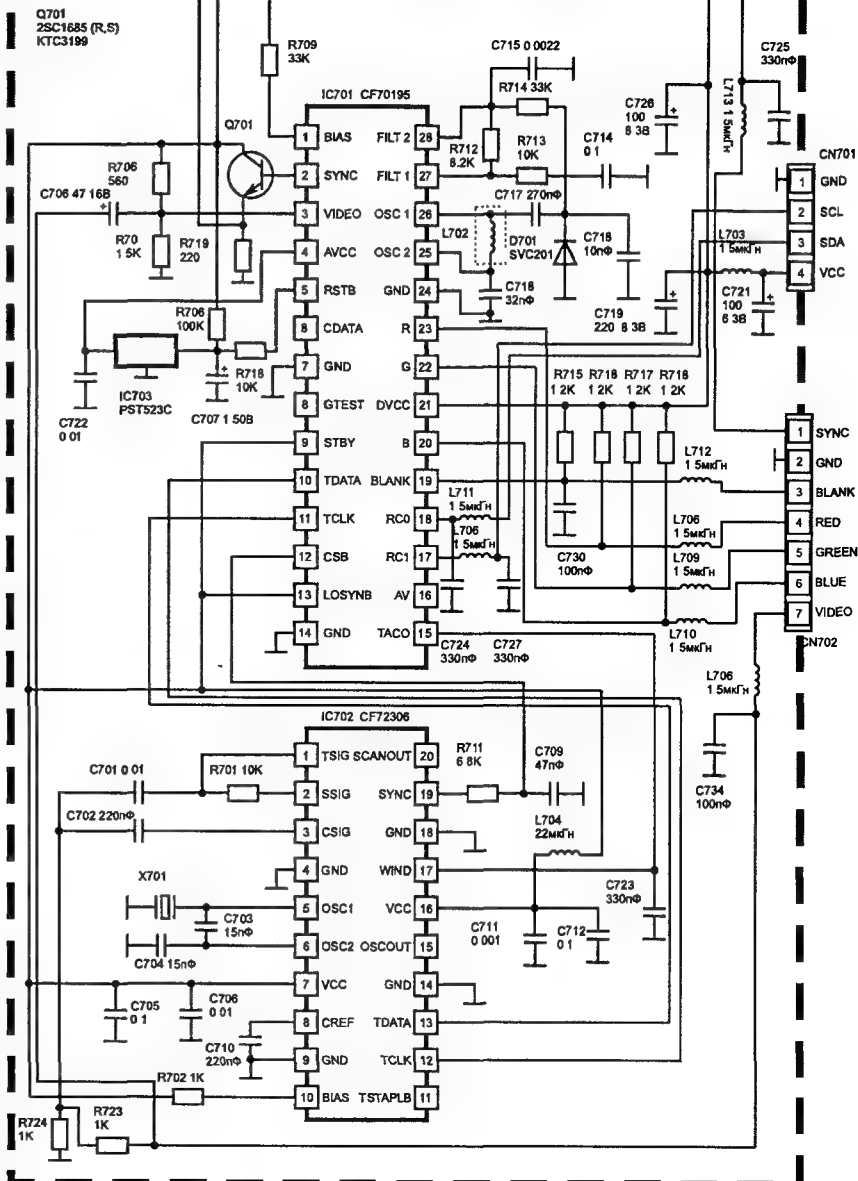 Q701
2SC1685 (R,S)
KTC3199
R709
33K
C715 0 0022
R714 33K
C725
330пФ
L713 1 5мкГн
IC701 CF70195
C726
100
6 3В
C714
0 1
Q701
R712
8.2K
R713
10K
CN701
1 BIAS
FILT 2 28
R706
560
2 SYNC
FILT 1 27
1 GND
C706 47 16В
C717 270пФ
2 SCL
3 VIDEO
OSC 1 26
L702
D701
SVC201
C718
10пФ
L703
1 5мкГн
3 SDA
R70
1 5K
R719
220
4 AVCC
OSC 2 25
4 VCC
C718
32пФ
C719
220 6 3В
C721
100
6 3В
5 RSTB
GND 24
R706
100K
6 CDATA
R 23
IC703
PST523C
R718
10K
7 GND
G 22
C722
0 01
C707 1 50В
8 GTEST
DVCC 21
R715
1 2K
R718
1 2K
R717
1 2K
R718
1 2K
9 STBY
B 20
1 SYNC
L712
1 5мкГн
2 GND
10 TDATA
BLANK 19
3 BLANK
L711
1 5мкГн
11 TCLK
RC0 18
L706
1 5мкГн
4 RED
L706
1 5мкГн
12 CSB
RC1 17
C730
100пФ
L709
1 5мкГн
5 GREEN
13 LOSYNB
AV 16
6 BLUE
14 GND
TACO 15
7 VIDEO
C724
330пФ
C727
330пФ
L710
1 5мкГн
CN702
L706
1 5мкГн
IC702 CF72306
1 TSIG
SCANOUT 20
R711
6 8K
C709
47пФ
C701 0 01
R701 10K
2 SSIG
SYNC 19
C734
100пФ
C702 220пФ
3 CSIG
GND 18
L704
22мкГн
4 GND
WIND 17
X701
C723
330пФ
5 OSC1
VCC 16
C703
15пФ
C711
0 001
C712
0 1
6 OSC2
OSCOUT 15
C704 15пФ
7 VCC
GND 14
C705
0 1
C706
0 01
8 CREF
TDATA 13
C710
220пФ
9 GND
TCLK 12
R702 1K
10 BIAS
TSTAPLB 11
R724
1K
R723
1K